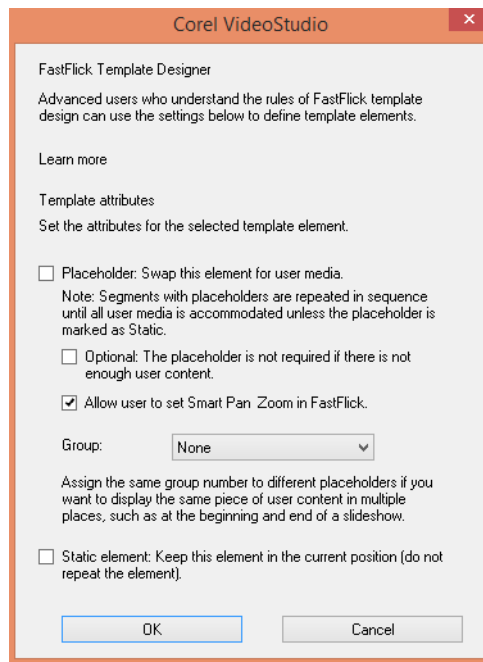 Corel VideoStudio
FastFlick Template Designer
Advanced users who understand the rules of FastFlick template
design can use the settings below to define template elements.
Learn more
Template attributes
Set the attributes for the selected template element.
Placeholder: Swap this element for user media.
Note: Segments with placeholders are repeated in sequence
until all user media is accommodated unless the placeholder is
marked as Static.
Optional: The placeholder is not required if there is not
enough user content.
Allow user to set Smart Pan Zoom in FastFlick.
Group:
None
Assign the same group number to different placeholders if you
want to display the same piece of user content in multiple
places, such as at the beginning and end of a slideshow.
Static element: Keep this element in the current position (do not
repeat the element).
OK
Cancel